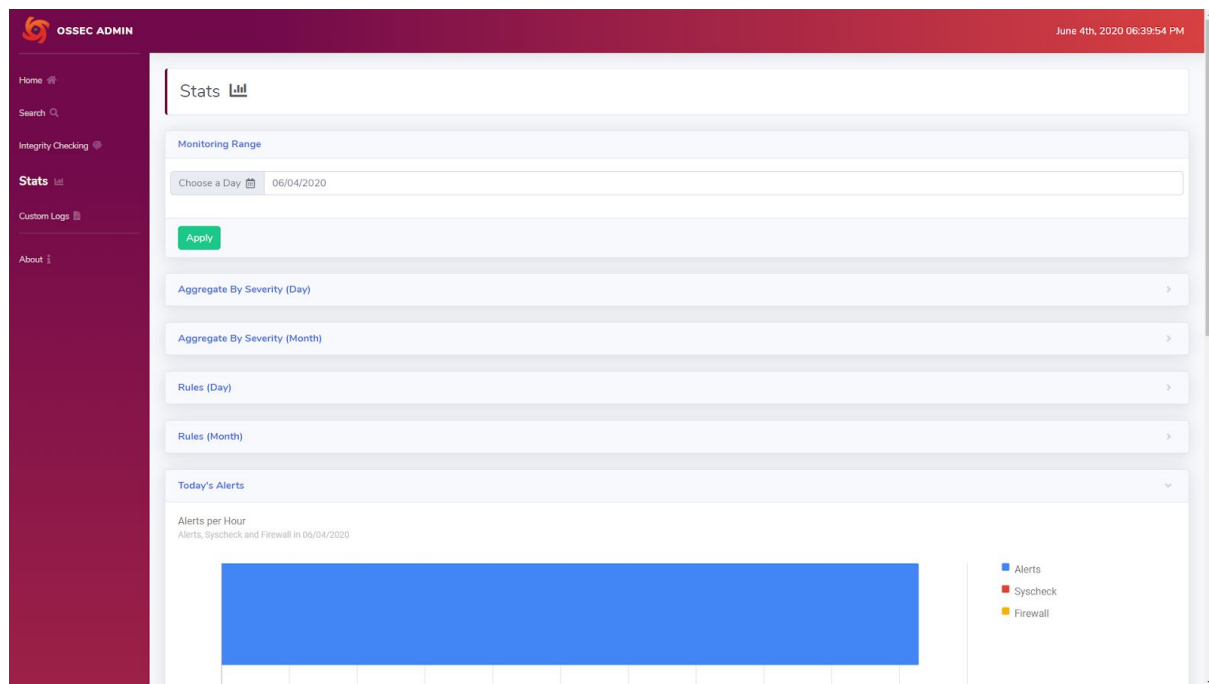 OSSEC ADMIN
June 4th, 2020 06:39:54 PM
Home
Search
Integrity Checking
Stats
Custom Logs
About
Stats
Monitoring Range
Choose a Day 06/04/2020
Apply
Aggregate By Severity (Day)
Aggregate By Severity (Month)
Rules (Day)
Rules (Month)
Today's Alerts
Alerts per Hour
Alerts, Syscheck and Firewall in 06/04/2020
Alerts
Syscheck
Firewall